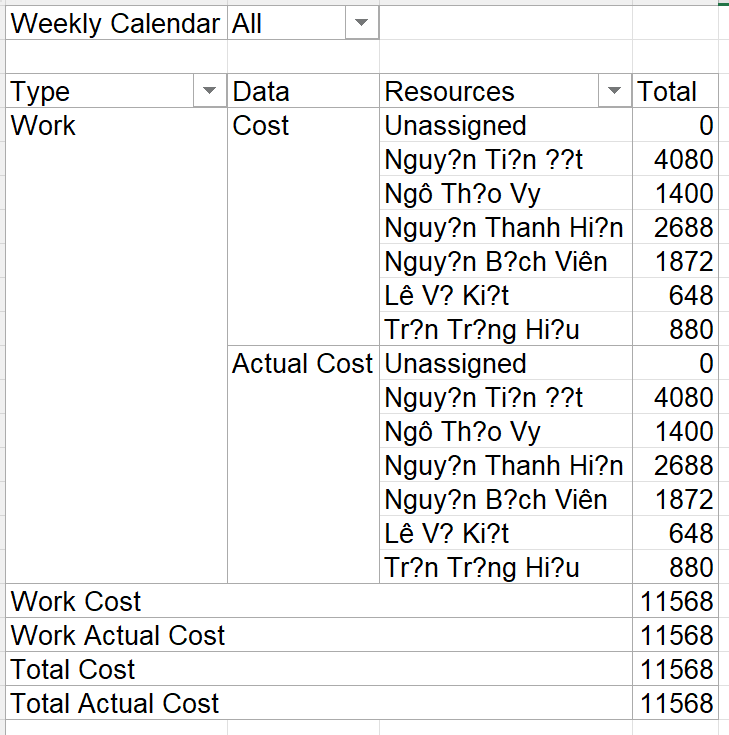 Weekly Calendar All
Type Data Resources Total
Work Cost Unassigned 0
Nguy?n Ti?n ??t 4080
Ngô Th?o Vy 1400
Nguy?n Thanh Hi?n 2688
Nguy?n B?ch Viên 1872
Lê V? Ki?t 648
Tr?n Tr?ng Hi?u 880
Actual Cost Unassigned 0
Nguy?n Ti?n ??t 4080
Ngô Th?o Vy 1400
Nguy?n Thanh Hi?n 2688
Nguy?n B?ch Viên 1872
Lê V? Ki?t 648
Tr?n Tr?ng Hi?u 880
Work Cost 11568
Work Actual Cost 11568
Total Cost 11568
Total Actual Cost 11568